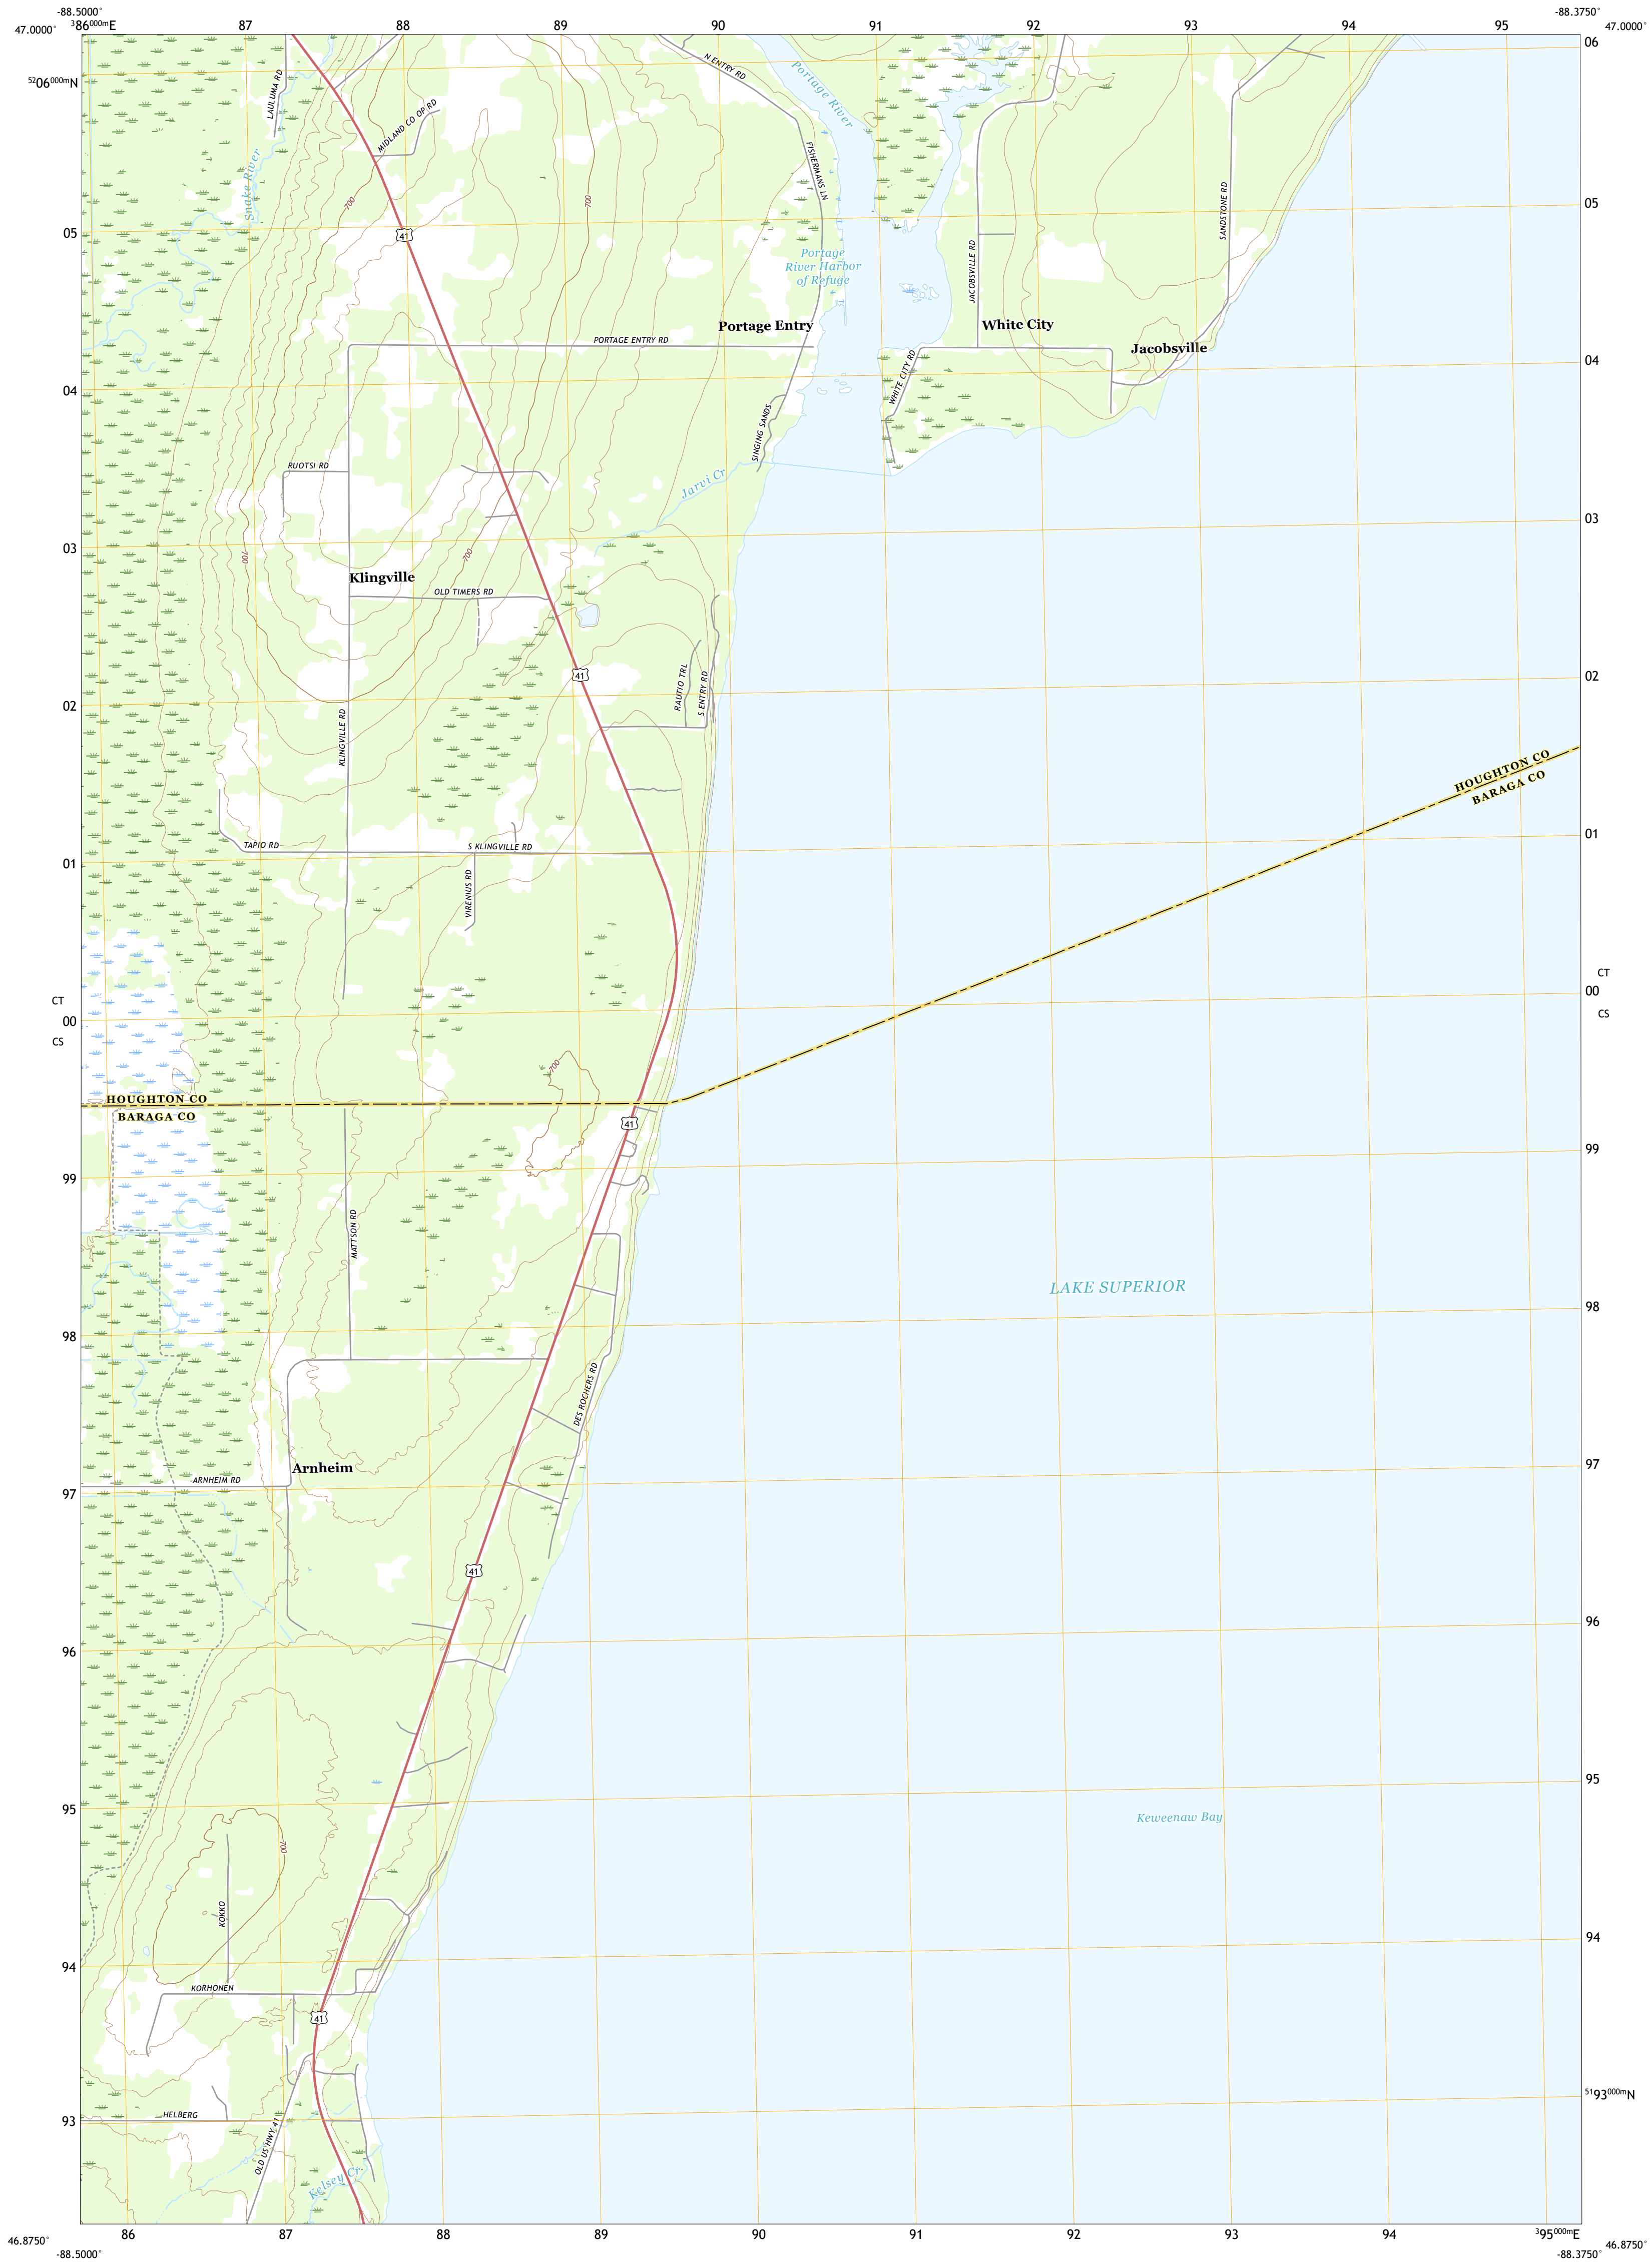 -88.5000°
-88.3750°
47.0000°
³86⁰⁰⁰ᵐE
87
88
89
90
91
92
93
94
95
47.0000°
06
⁵²06⁰⁰⁰ᵐN
N ENTRY RD
Portage River
LAULUMA RD
MIDLAND CO OP RD
Snake River
FISHERMANS LN
700
700
SANDSTONE RD
05
05
41
JACOBSVILLE RD
Portage
River Harbor
of Refuge
Portage Entry
White City
PORTAGE ENTRY RD
Jacobsville
04
04
WHITE CITY RD
SINGING SANDS
RUOTSI RD
Jarvi Cr
03
03
700
700
Klingville
OLD TIMERS RD
41
RAUTIO TRL
S ENTRY RD
02
02
KLINGVILLE RD
HOUGHTON CO
BARAGA CO
TAPIO RD
S KLINGVILLE RD
01
01
VIRENIUS RD
CT
CT
00
00
CS
CS
700
HOUGHTON CO
BARAGA CO
41
99
99
MATTSON RD
LAKE SUPERIOR
98
98
DES ROCHERS RD
Arnheim
ARNHEIM RD
97
97
41
96
96
95
95
Keweenaw Bay
700
KOKKO
94
94
KORHONEN
41
⁵¹93⁰⁰⁰ᵐN
HELBERG
93
OLD US HWY 41
Kelsey Cr
86
87
88
89
90
91
92
93
94
³95⁰⁰⁰ᵐE
46.8750°
46.8750°
-88.5000°
-88.3750°